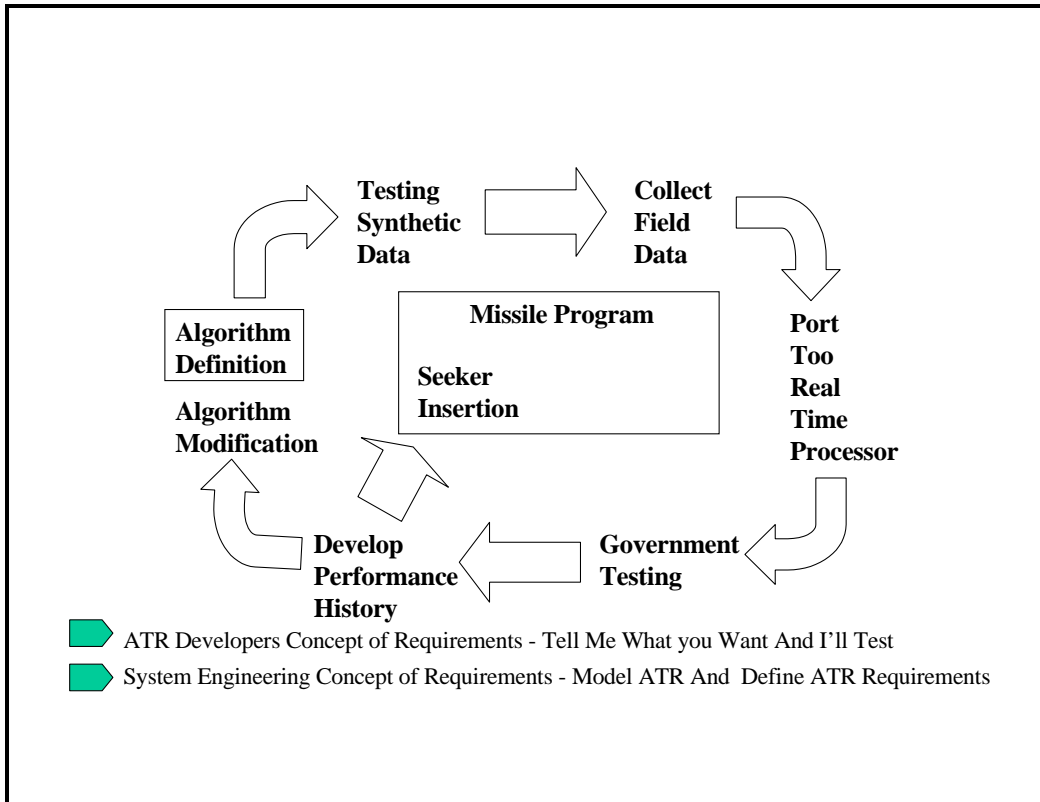 Testing
Synthetic
Data
Collect
Field
Data
Port
Too
Real
Time
Processor
Government
Testing
Develop
Performance
History
Algorithm
Modification
Algorithm
Definition
Missile Program
Seeker
Insertion
ATR Developers Concept of Requirements - Tell Me What you Want And I’ll Test
System Engineering Concept of Requirements - Model ATR And Define ATR Requirements